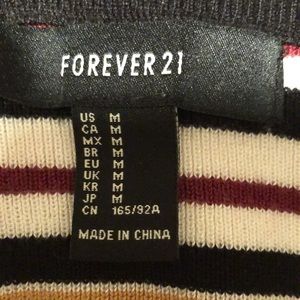 FOREVER 21
US M
CA M
MX M
BR M
EU M
UK M
KR M
JP M
CN 165/92A
MADE IN CHINA